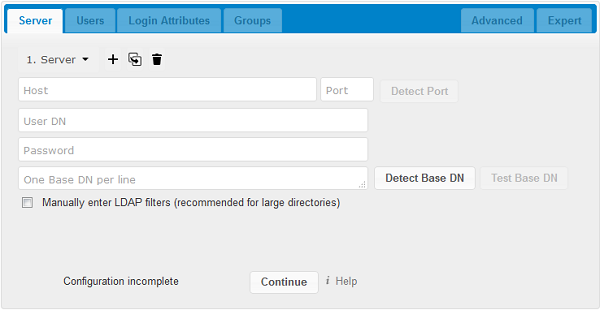 Server Users Login Attributes Groups Advanced Expert
1. Server
Host Port Detect Port
User DN
Password
One Base DN per line Detect Base DN Test Base DN
Manually enter LDAP filters (recommended for large directories)
Configuration incomplete Continue i Help